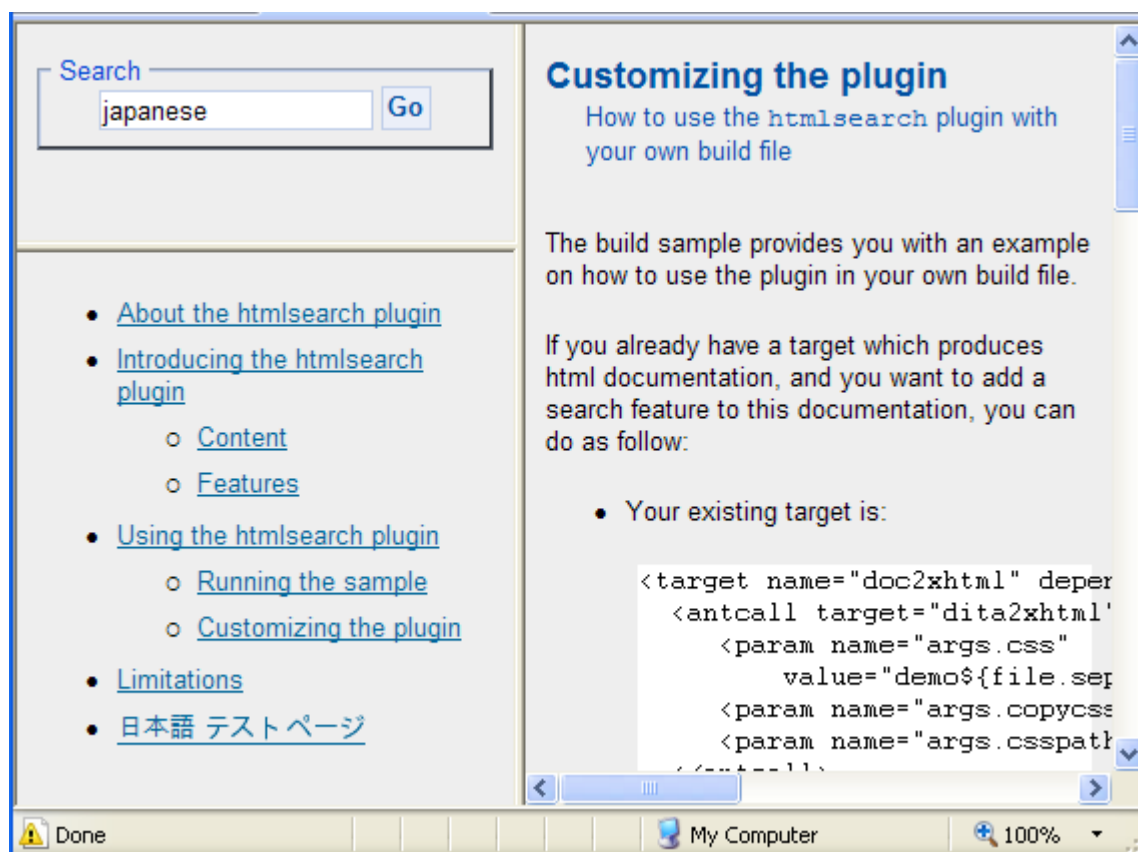 Search
japanese
Go
About the htmlsearch plugin
Introducing the htmlsearch
plugin
Content
Features
Using the htmlsearch plugin
Running the sample
Customizing the plugin
Limitations
日本語 テストページ
Customizing the plugin
How to use the htmlsearch plugin with
your own build file
The build sample provides you with an example
on how to use the plugin in your own build file.
If you already have a target which produces
html documentation, and you want to add a
search feature to this documentation, you can
do as follow:
Your existing target is:
<target name="doc2xhtml" deper
<antcall target="dita2xhtml"
<param name="args.css"
value="demo${file.sep
<param name="args.copycss
<param name="args.csspath
Done
My Computer
100%